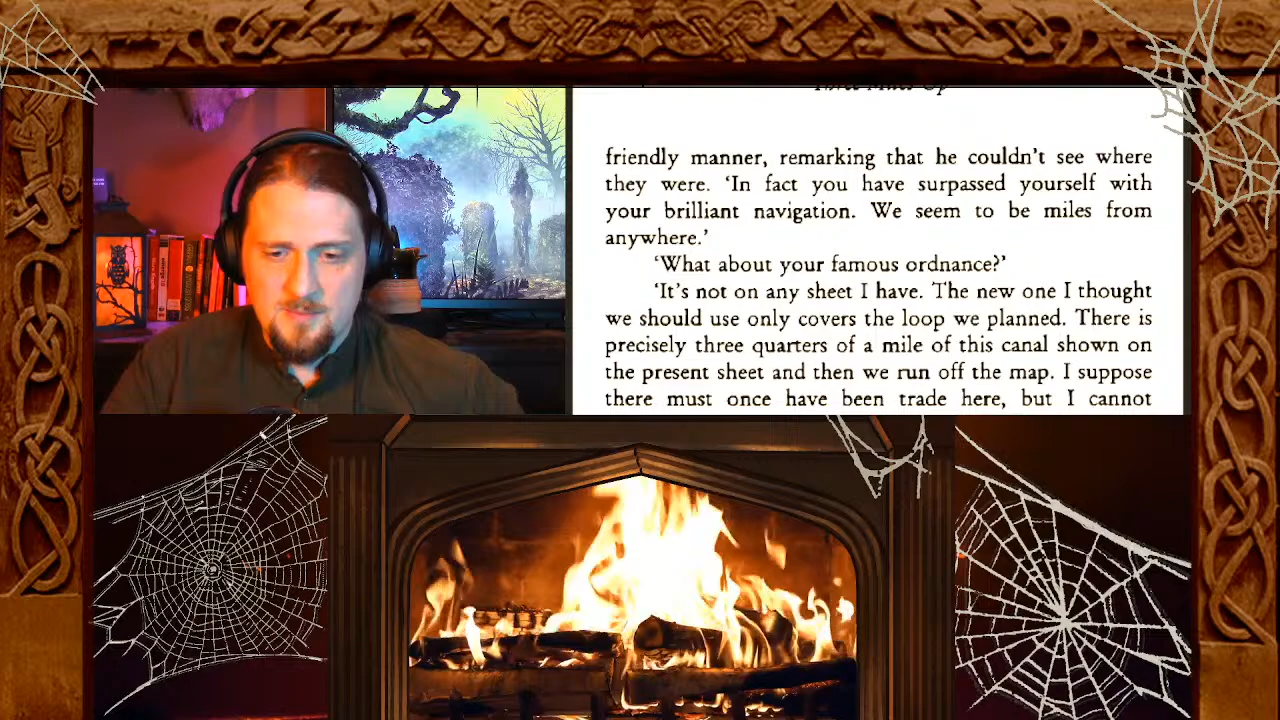 Three Miles Up
friendly manner, remarking that he couldn't see where
they were. ‘In fact you have surpassed yourself with
your brilliant navigation. We seem to be miles from
anywhere.’
‘What about your famous ordnance?’
‘It's not on any sheet I have. The new one I thought
we should use only covers the loop we planned. There is
precisely three quarters of a mile of this canal shown on
the present sheet and then we run off the map. I suppose
there must once have been trade here, but I cannot